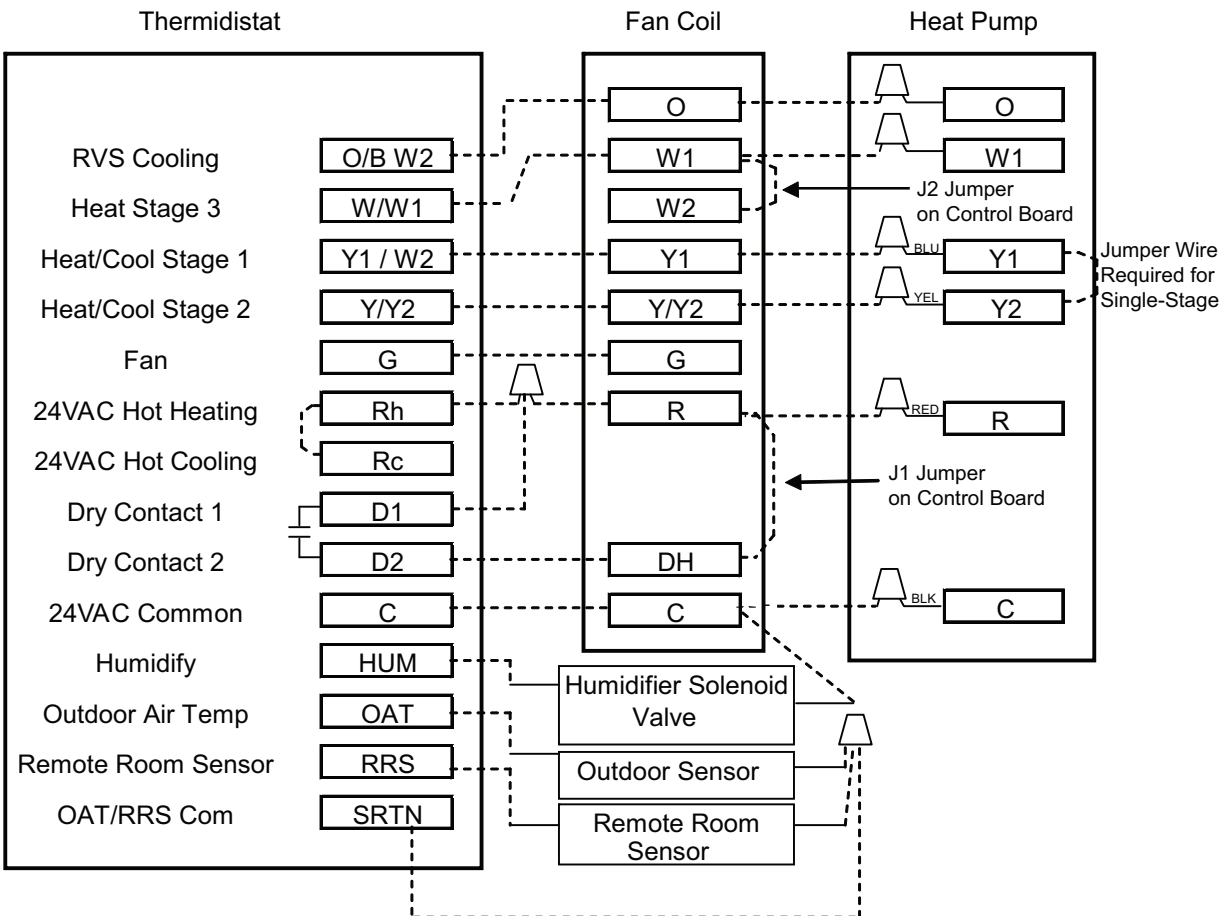 Thermidistat Fan Coil Heat Pump
O O
RVS Cooling O/B W2 W1 W1
J2 Jumper
on Control Board
Heat Stage 3 W/W1 W2
Heat/Cool Stage 1 Y1 / W2 Y1 BLU Y1
Jumper Wire
Required for
Single-Stage
Heat/Cool Stage 2 Y/Y2 Y/Y2 YEL Y2
Fan G G
24VAC Hot Heating Rh R RED R
24VAC Hot Cooling Rc
J1 Jumper
on Control Board
Dry Contact 1 D1
Dry Contact 2 D2 DH
24VAC Common C C BLK C
Humidify HUM
Humidifier Solenoid
Valve
Outdoor Air Temp OAT
Outdoor Sensor
Remote Room Sensor RRS
Remote Room
Sensor
OAT/RRS Com SRTN